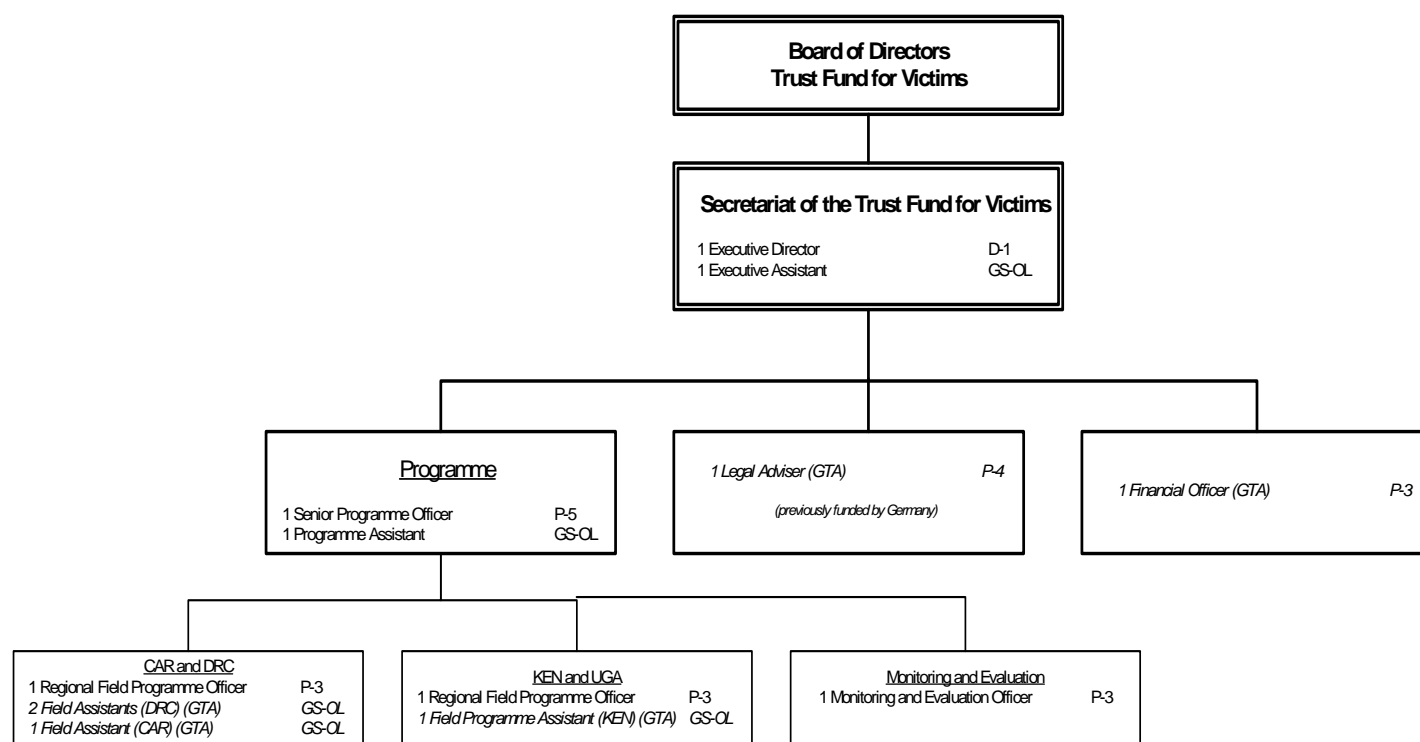 Board of Directors
Trust Fund for Victims
Secretariat of the Trust Fund for Victims
1 Executive Director D-1
1 Executive Assistant GS-OL
Programme
1 Senior Programme Officer P-5
1 Programme Assistant GS-OL
1 Legal Adviser (GTA) P-4
(previously funded by Germany)
1 Financial Officer (GTA) P-3
CAR and DRC
1 Regional Field Programme Officer P-3
2 Field Assistants (DRC) (GTA) GS-OL
1 Field Assistant (CAR) (GTA) GS-OL
KEN and UGA
1 Regional Field Programme Officer P-3
1 Field Programme Assistant (KEN) (GTA) GS-OL
Monitoring and Evaluation
1 Monitoring and Evaluation Officer P-3